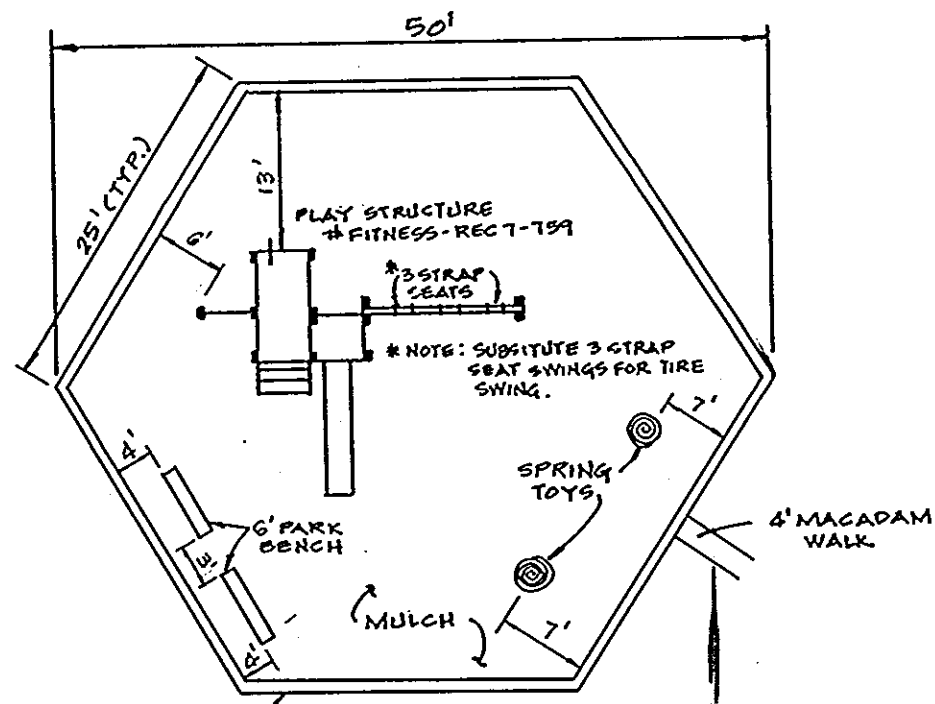 50'
25' (TYP.)
13'
6'
PLAY STRUCTURE
# FITNESS-REC 7-759
* 3 STRAP
SEATS
* NOTE: SUBSTITUTE 3 STRAP
SEAT SWINGS FOR TIRE
SWING.
7'
4'
SPRING
TOYS
6' PARK
BENCH
3'
4' MACADAM
WALK
MULCH
7'
4'